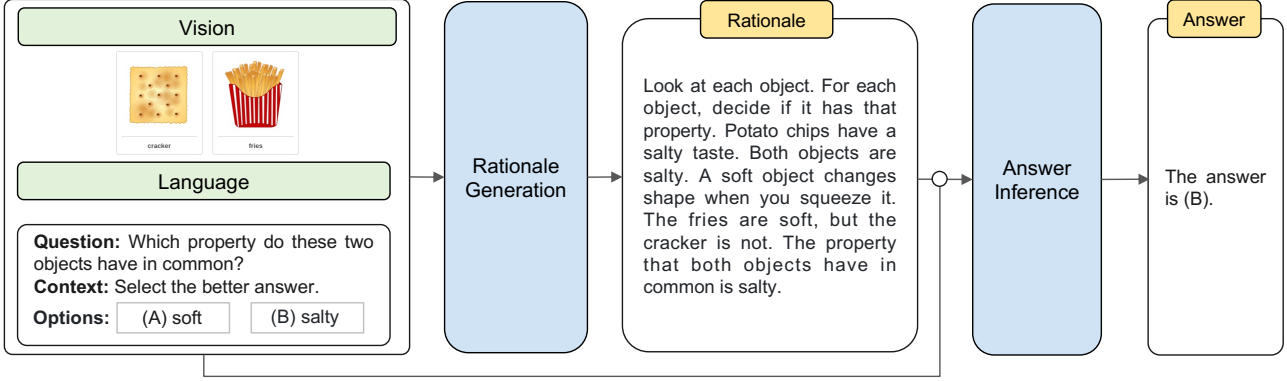 Vision
cracker
fries
Language
Question: Which property do these two
objects have in common?
Context: Select the better answer.
Options: (A) soft (B) salty
Rationale
Generation
Rationale
Look at each object. For each
object, decide if it has that
property. Potato chips have a
salty taste. Both objects are
salty. A soft object changes
shape when you squeeze it.
The fries are soft, but the
cracker is not. The property
that both objects have in
common is salty.
Answer
Inference
Answer
The answer
is (B).